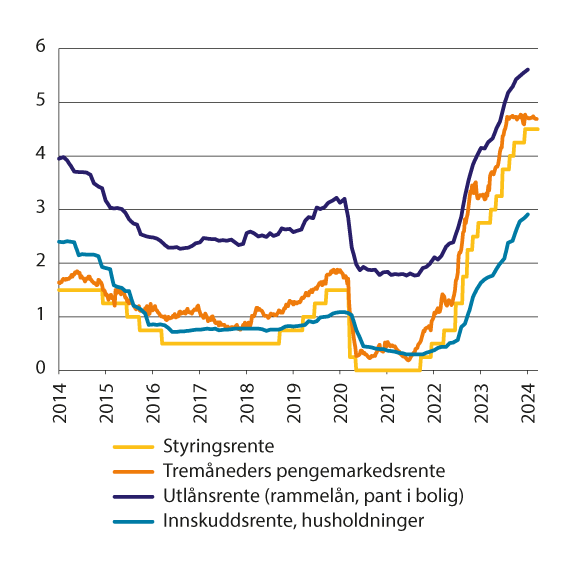 6
5
4
3
2
1
0
2014 2015 2016 2017 2018 2019 2020 2021 2022 2023 2024
Styringsrente
Tremåneders pengemarkedsrente
Utlånsrente (rammelån, pant i bolig)
Innskuddsrente, husholdninger